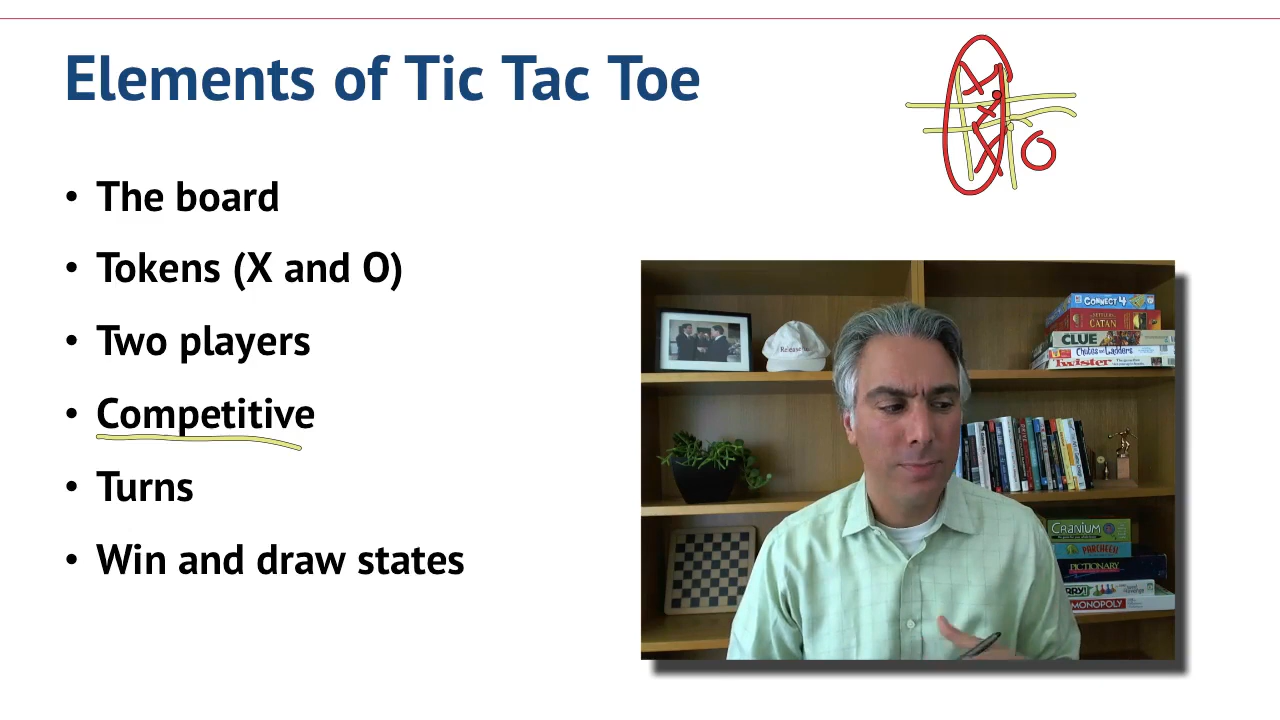 Elements of Tic Tac Toe
• The board
• Tokens (X and O)
• Two players
• Competitive
• Turns
• Win and draw states
X
X
X
O
CONNECT 4
CATAN
CLUE
Chutes and Ladders
Twister
CRANIUM
PARCHEESI
PICTIONARY
MONOPOLY